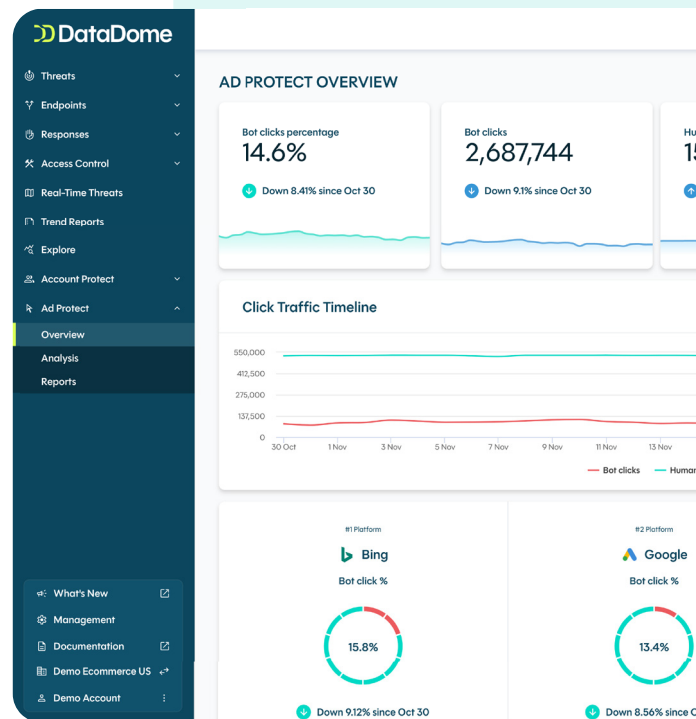 DataDome
Threats
Endpoints
Responses
Access Control
Real-Time Threats
Trend Reports
Explore
Account Protect
Ad Protect
Overview
Analysis
Reports
What's New
Management
Documentation
Demo Ecommerce US
Demo Account
AD PROTECT OVERVIEW
Bot clicks percentage
14.6%
Down 8.41% since Oct 30
Bot clicks
2,687,744
Down 9.1% since Oct 30
Click Traffic Timeline
550,000
412,500
275,000
137,500
0
30 Oct 1 Nov 3 Nov 5 Nov 7 Nov 9 Nov 11 Nov 13 Nov
Bot clicks Human
#1 Platform
Bing
Bot click %
15.8%
Down 9.12% since Oct 30
#2 Platform
Google
Bot click %
13.4%
Down 8.56% since